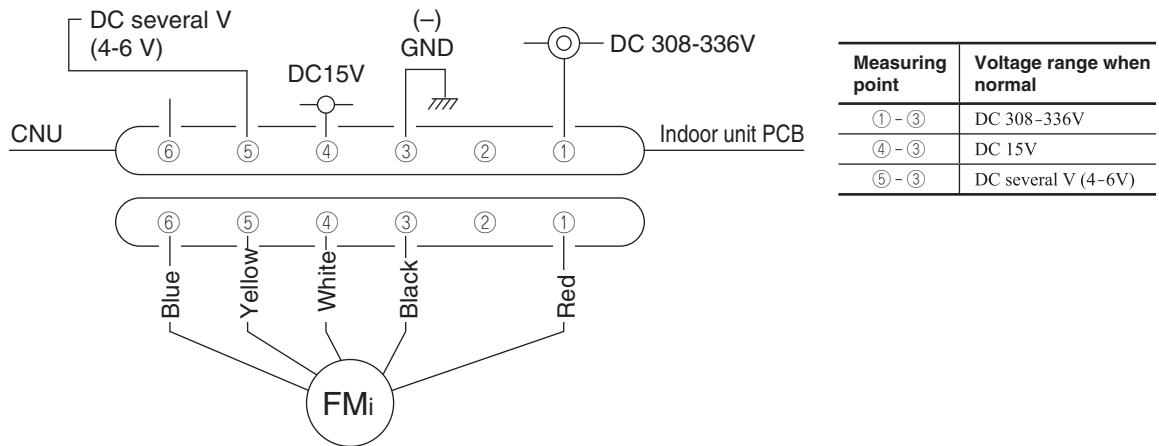 DC several V
(4-6 V)
(–)
GND
DC15V
DC 308-336V
CNU
⑥ ⑤ ④ ③ ② ①
Indoor unit PCB
⑥ ⑤ ④ ③ ② ①
Blue
Yellow
White
Black
Red
FMi
Measuring point
Voltage range when normal
①-③ DC 308-336V
④-③ DC 15V
⑤-③ DC several V (4-6V)